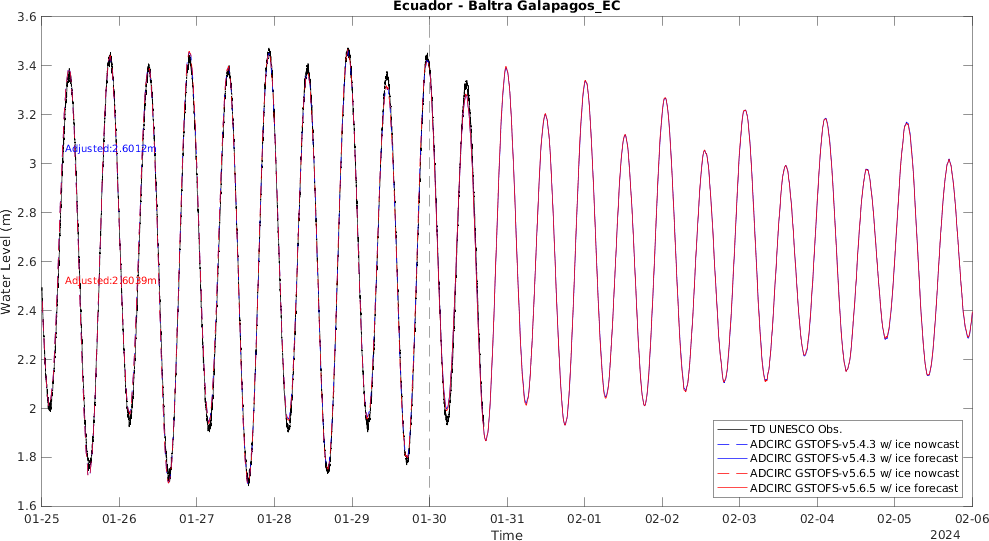 Ecuador - Baltra Galapagos_EC
3.6
3.4
3.2
3
2.8
2.6
2.4
2.2
2
1.8
1.6
Water Level (m)
Adjusted:2.6012m
Adjusted:2.6039m
TD UNESCO Obs.
ADCIRC GSTOFS-v5.4.3 w/ ice nowcast
ADCIRC GSTOFS-v5.4.3 w/ ice forecast
ADCIRC GSTOFS-v5.6.5 w/ ice nowcast
ADCIRC GSTOFS-v5.6.5 w/ ice forecast
01-25 01-26 01-27 01-28 01-29 01-30 01-31 02-01 02-02 02-03 02-04 02-05 02-06
Time
2024